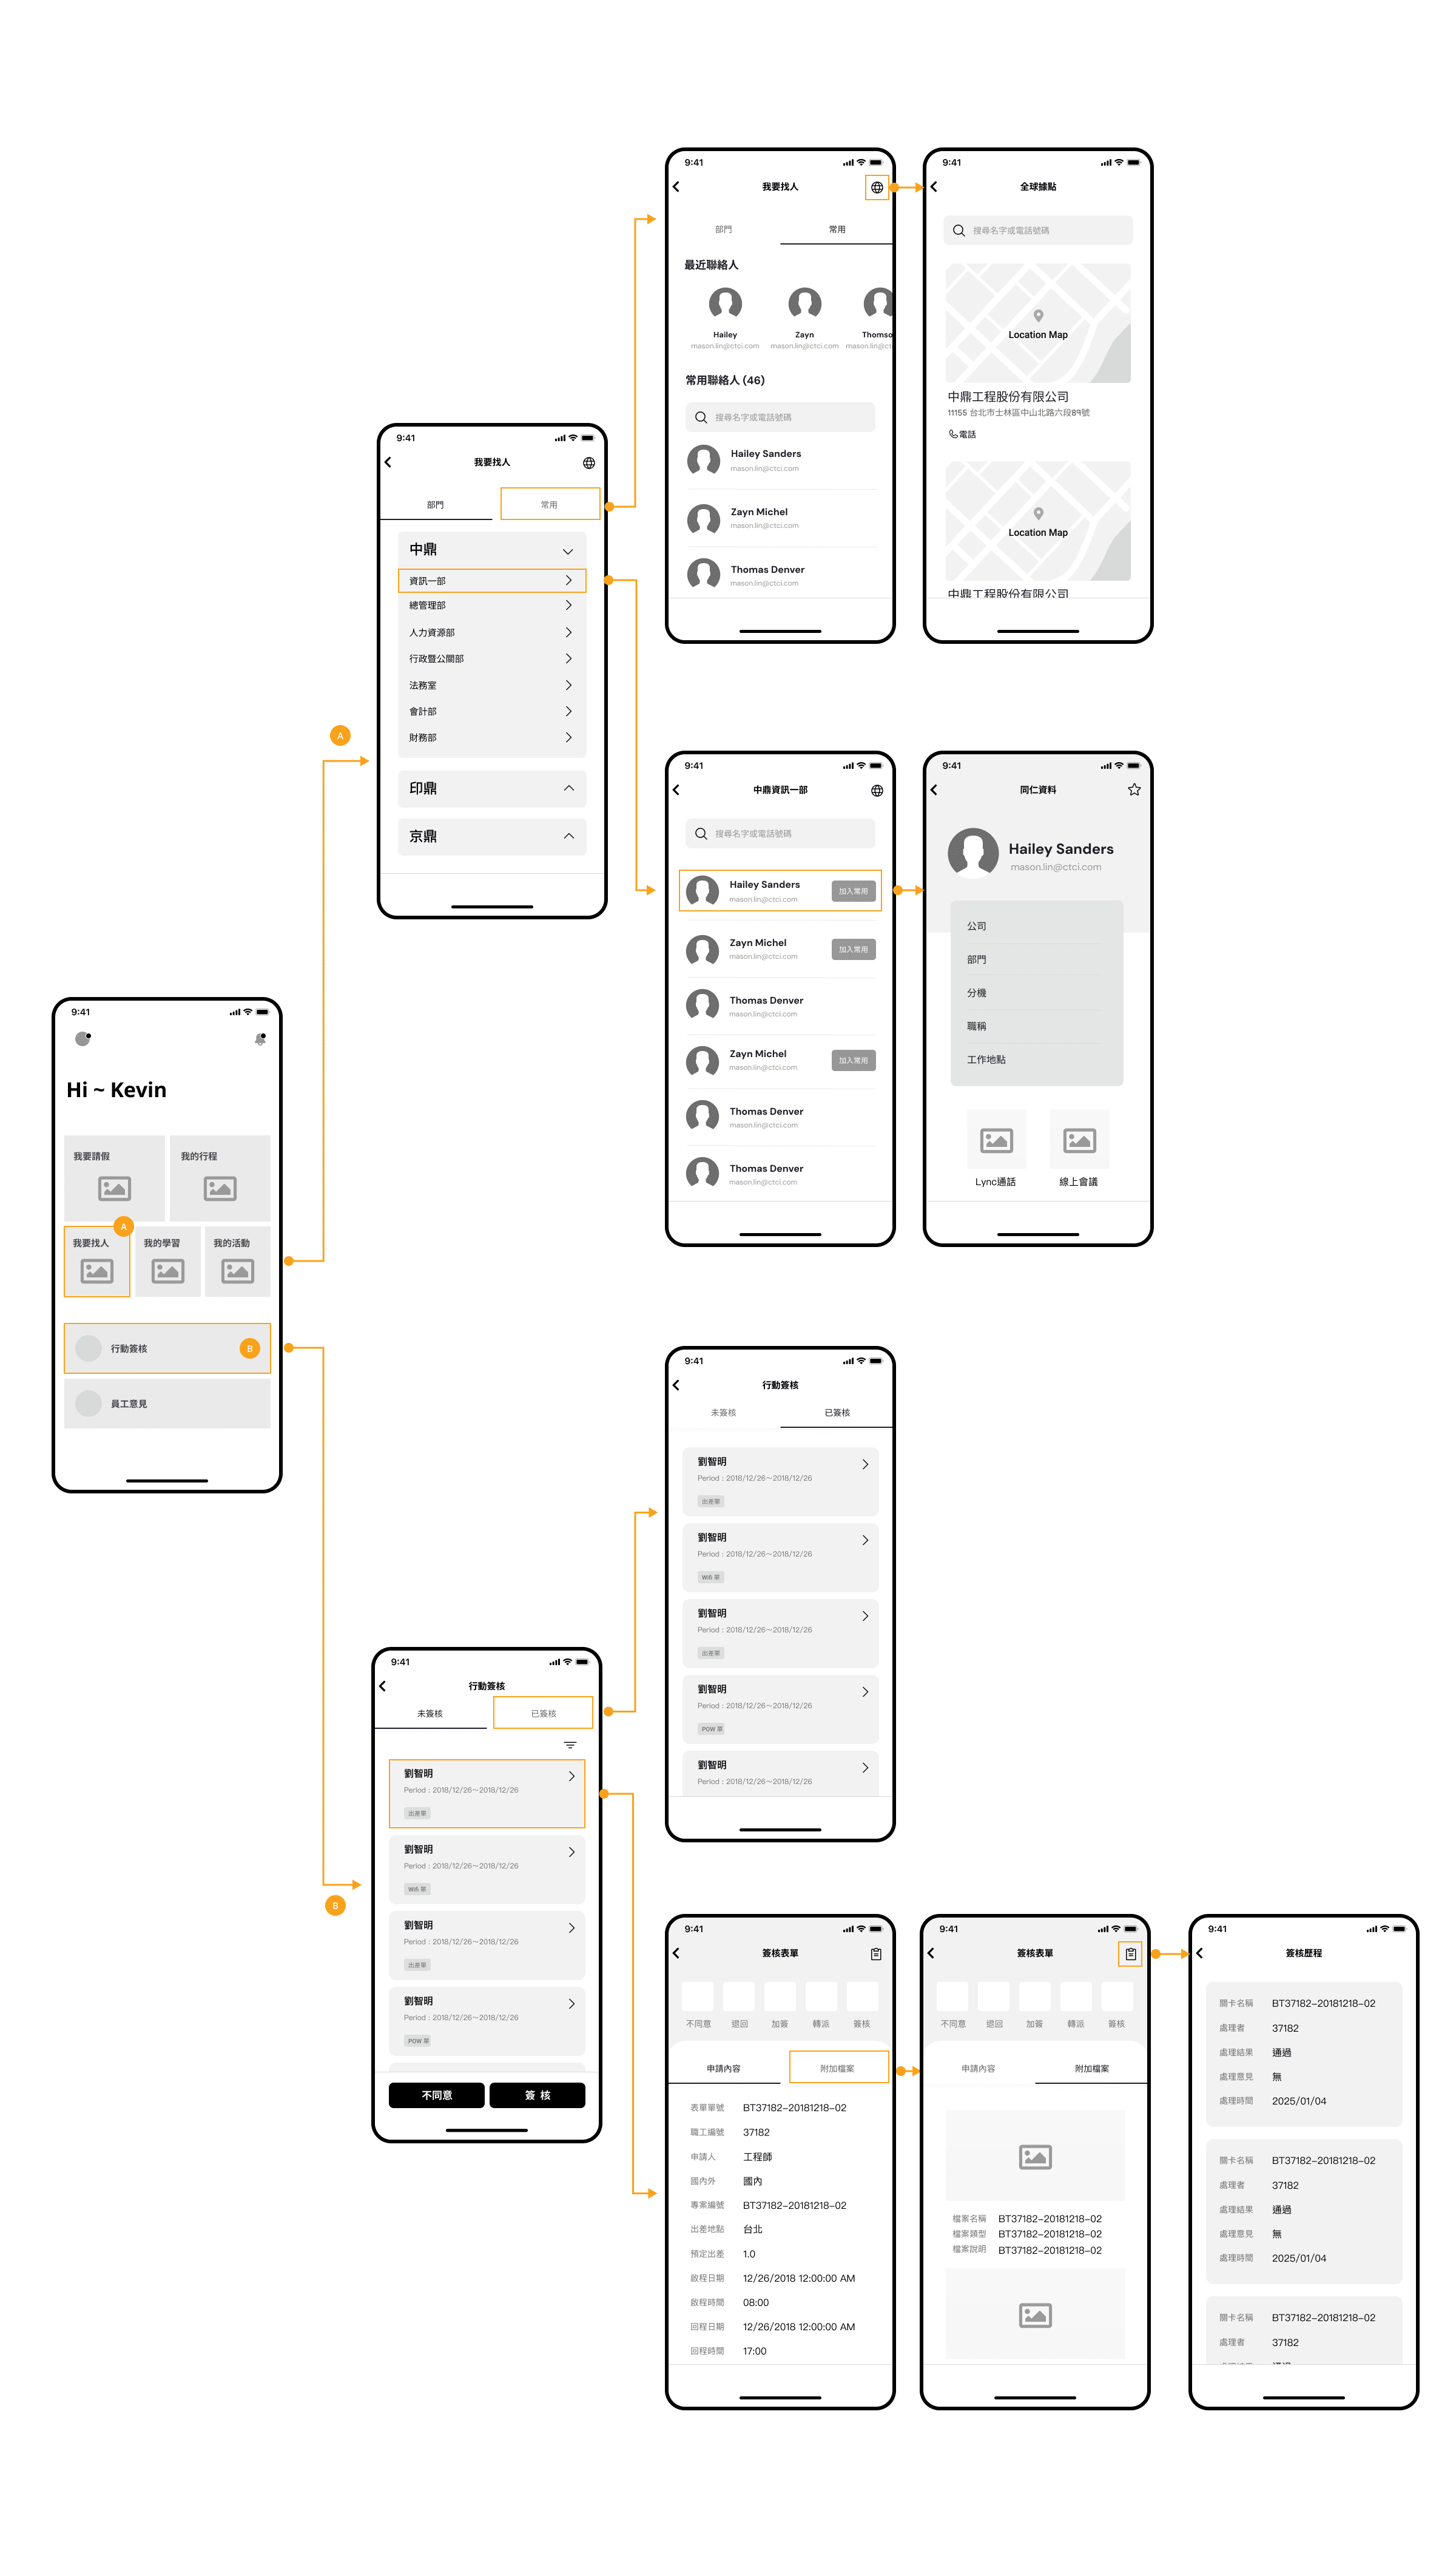 9:41
我要找人
部門
常用
最近聯絡人
Hailey
Zayn
Thomso
mason.lin@ctci.com
mason.lin@ctci.com
mason.lin@ct
常用聯絡人 (46)
搜尋名字或電話號碼
Hailey Sanders
mason.lin@ctci.com
Zayn Michel
mason.lin@ctci.com
Thomas Denver
mason.lin@ctci.com
9:41
全球據點
搜尋名字或電話號碼
Location Map
中鼎工程股份有限公司
11155 台北市士林區中山北路六段89號
電話
Location Map
中鼎工程股份有限公司
9:41
我要找人
部門
常用
中鼎
資訊一部
總管理部
人力資源部
行政暨公關部
法務室
會計部
財務部
印鼎
京鼎
A
9:41
中鼎資訊一部
搜尋名字或電話號碼
Hailey Sanders
mason.lin@ctci.com
加入常用
Zayn Michel
mason.lin@ctci.com
加入常用
Thomas Denver
mason.lin@ctci.com
Zayn Michel
mason.lin@ctci.com
加入常用
Thomas Denver
mason.lin@ctci.com
Thomas Denver
mason.lin@ctci.com
9:41
同仁資料
Hailey Sanders
mason.lin@ctci.com
公司
部門
分機
職稱
工作地點
Lync通話
線上會議
9:41
Hi ~ Kevin
我要請假
我的行程
A
我要找人
我的學習
我的活動
行動簽核
B
員工意見
9:41
行動簽核
未簽核
已簽核
劉智明
Period : 2018/12/26～2018/12/26
出差單
劉智明
Period : 2018/12/26～2018/12/26
Wifi 單
劉智明
Period : 2018/12/26～2018/12/26
出差單
劉智明
Period : 2018/12/26～2018/12/26
POW 單
劉智明
Period : 2018/12/26～2018/12/26
B
9:41
行動簽核
未簽核
已簽核
劉智明
Period : 2018/12/26～2018/12/26
出差單
劉智明
Period : 2018/12/26～2018/12/26
Wifi 單
劉智明
Period : 2018/12/26～2018/12/26
出差單
劉智明
Period : 2018/12/26～2018/12/26
POW 單
不同意
簽 核
9:41
簽核表單
不同意
退回
加簽
轉派
簽核
申請內容
附加檔案
表單單號 BT37182-20181218-02
職工編號 37182
申請人 工程師
國內外 國內
專案編號 BT37182-20181218-02
出差地點 台北
預定出差 1.0
啟程日期 12/26/2018 12:00:00 AM
啟程時間 08:00
回程日期 12/26/2018 12:00:00 AM
回程時間 17:00
9:41
簽核表單
不同意
退回
加簽
轉派
簽核
申請內容
附加檔案
檔案名稱 BT37182-20181218-02
檔案類型 BT37182-20181218-02
檔案說明 BT37182-20181218-02
9:41
簽核歷程
關卡名稱 BT37182-20181218-02
處理者 37182
處理結果 通過
處理意見 無
處理時間 2025/01/04
關卡名稱 BT37182-20181218-02
處理者 37182
處理結果 通過
處理意見 無
處理時間 2025/01/04
關卡名稱 BT37182-20181218-02
處理者 37182